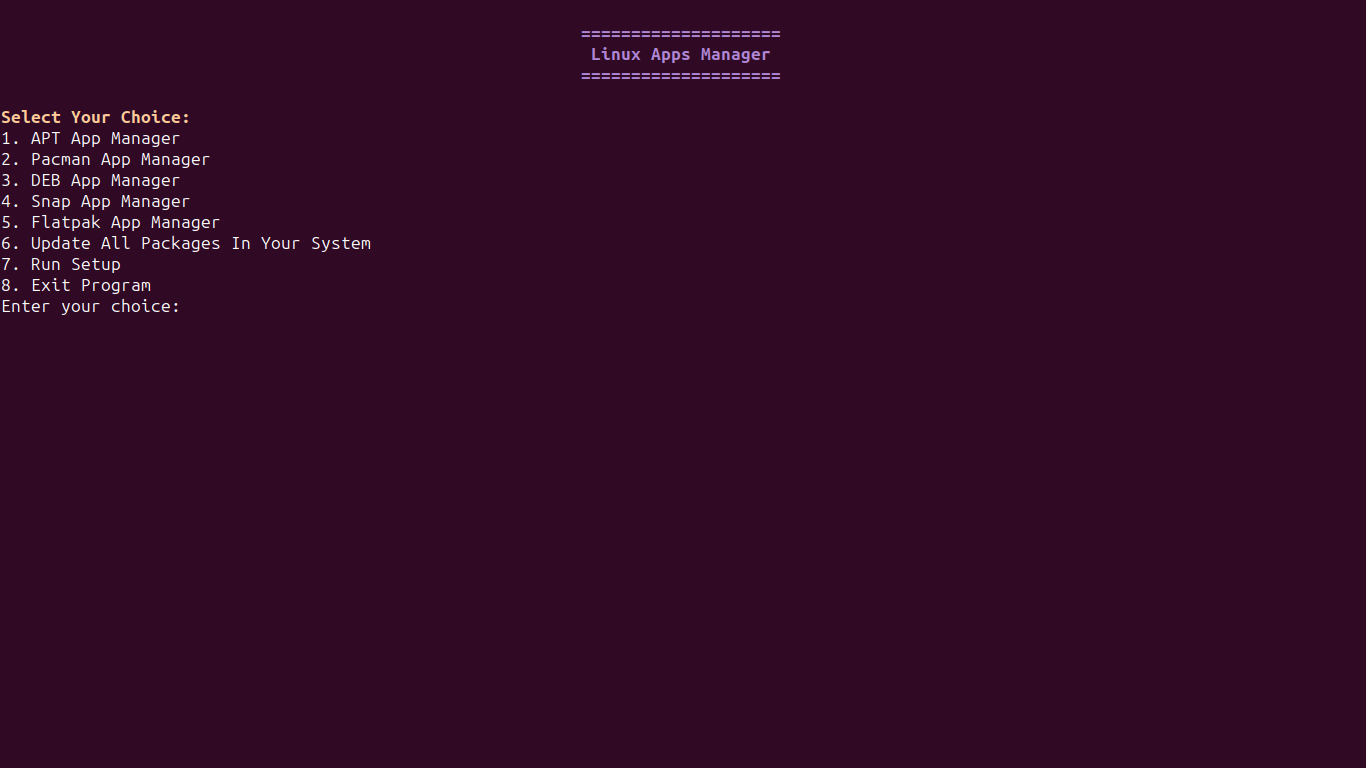 ====================
Linux Apps Manager
====================
Select Your Choice:
1. APT App Manager
2. Pacman App Manager
3. DEB App Manager
4. Snap App Manager
5. Flatpak App Manager
6. Update All Packages In Your System
7. Run Setup
8. Exit Program
Enter your choice: